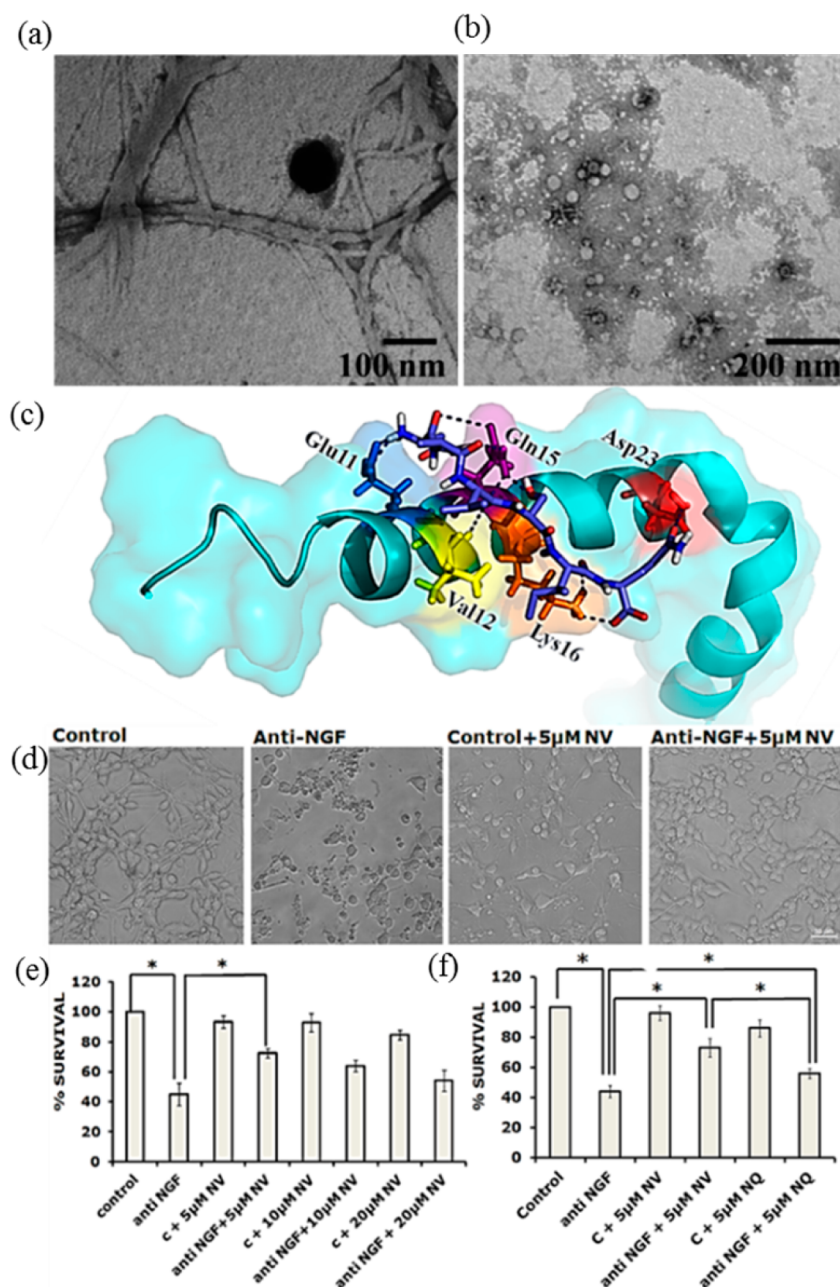 (a)
(b)
100 nm
200 nm
(c)
Glu11
Gln15
Asp23
Val12
Lys16
(d)
Control
Anti-NGF
Control+5µM NV
Anti-NGF+5µM NV
(e)
% SURVIVAL
120
100
80
60
40
20
0
*
*
control
anti NGF
c + 5µM NV
anti NGF+5µM NV
c + 10µM NV
anti NGF+10µM NV
c + 20µM NV
anti NGF + 20µM NV
(f)
% SURVIVAL
120
100
80
60
40
20
0
*
*
*
*
Control
anti NGF
C + 5µM NV
anti NGF + 5µM NV
C + 5µM NQ
anti NGF + 5µM NQ